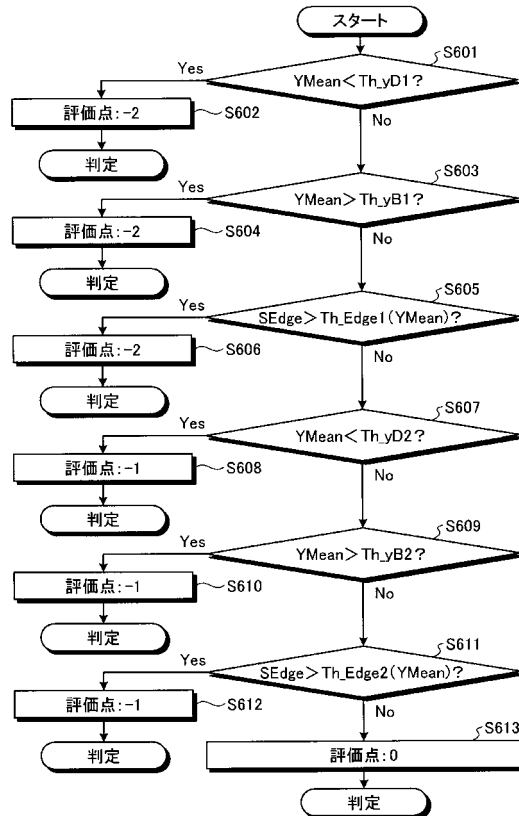 スタート
S601
YMean<Th_yD1?
Yes
No
評価点:-2
S602
判定
S603
YMean>Th_yB1?
Yes
No
評価点:-2
S604
判定
S605
SEdge>Th_Edge1(YMean)?
Yes
No
評価点:-2
S606
判定
S607
YMean<Th_yD2?
Yes
No
評価点:-1
S608
判定
S609
YMean>Th_yB2?
Yes
No
評価点:-1
S610
判定
S611
SEdge>Th_Edge2(YMean)?
Yes
No
評価点:-1
S612
判定
S613
評価点:0
判定